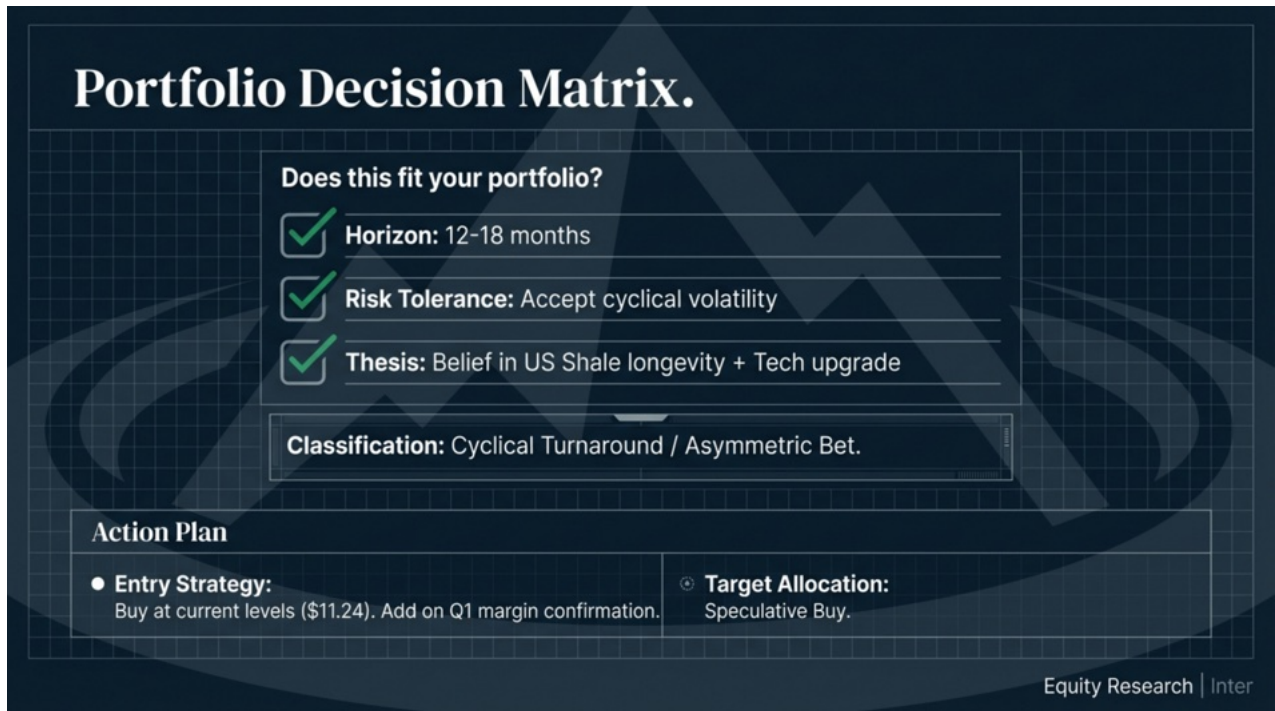 Portfolio Decision Matrix.
Does this fit your portfolio?
Horizon: 12-18 months
Risk Tolerance: Accept cyclical volatility
Thesis: Belief in US Shale longevity + Tech upgrade
Classification: Cyclical Turnaround / Asymmetric Bet.
Action Plan
Entry Strategy:
Buy at current levels ($11.24). Add on Q1 margin confirmation.
Target Allocation:
Speculative Buy.
Equity Research | Inter